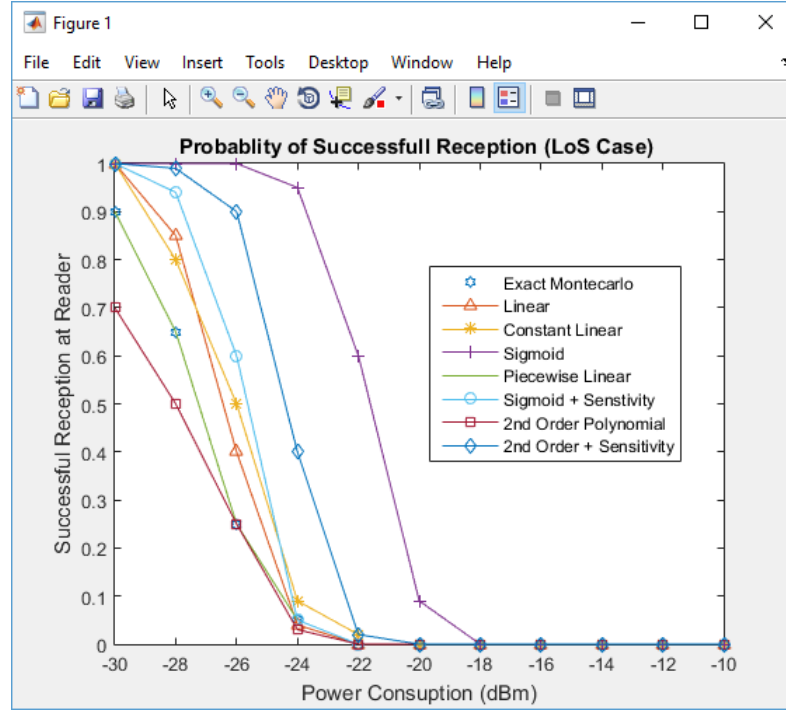 Figure 1
File Edit View Insert Tools Desktop Window Help
Probablity of Successfull Reception (LoS Case)
Successful Reception at Reader
1
0.9
0.8
0.7
0.6
0.5
0.4
0.3
0.2
0.1
0
Exact Montecarlo
Linear
Constant Linear
Sigmoid
Piecewise Linear
Sigmoid + Senstivity
2nd Order Polynomial
2nd Order + Sensitivity
-30 -28 -26 -24 -22 -20 -18 -16 -14 -12 -10
Power Consuption (dBm)